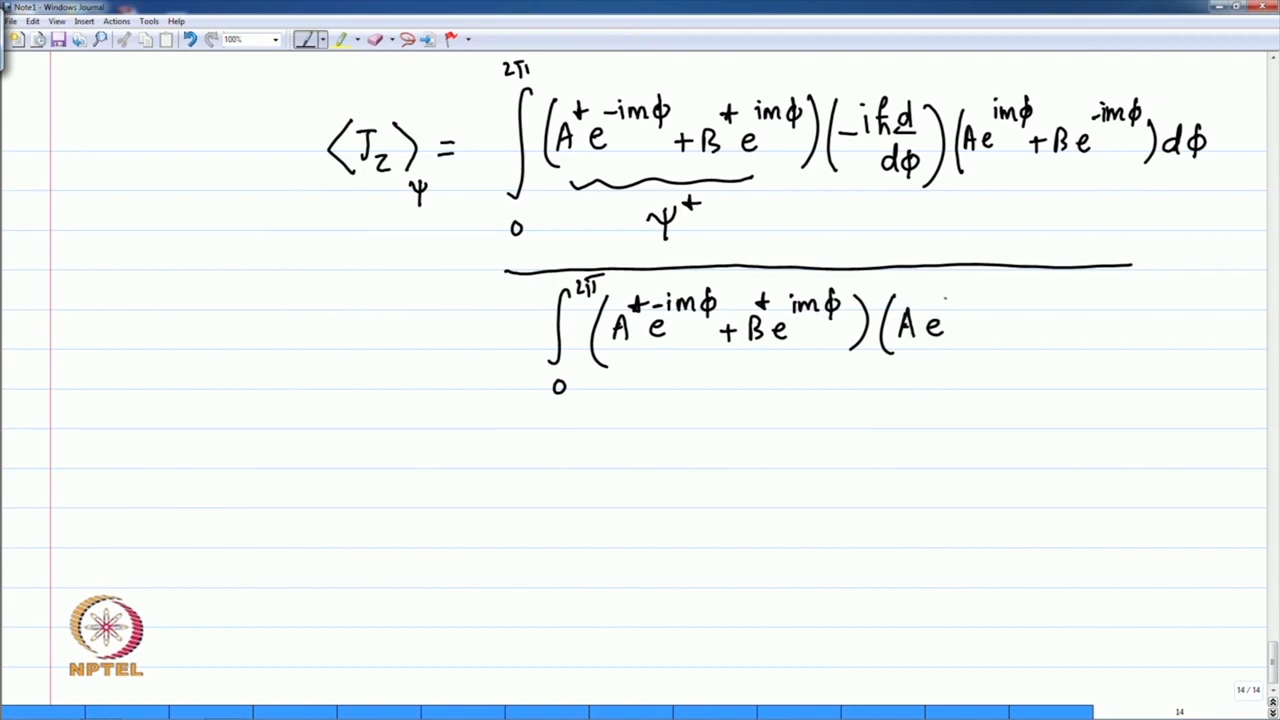 Note1 - Windows Journal
File Edit View Insert Actions Tools Help
100%
⟨J_z⟩_ψ = ∫_0^{2π} (A* e^{-imϕ} + B* e^{imϕ}) (-iħ d/dϕ) (A e^{imϕ} + B e^{-imϕ}) dϕ
ψ*
∫_0^{2π} (A* e^{-imϕ} + B* e^{imϕ}) (A e
NPTEL
14 / 14
14